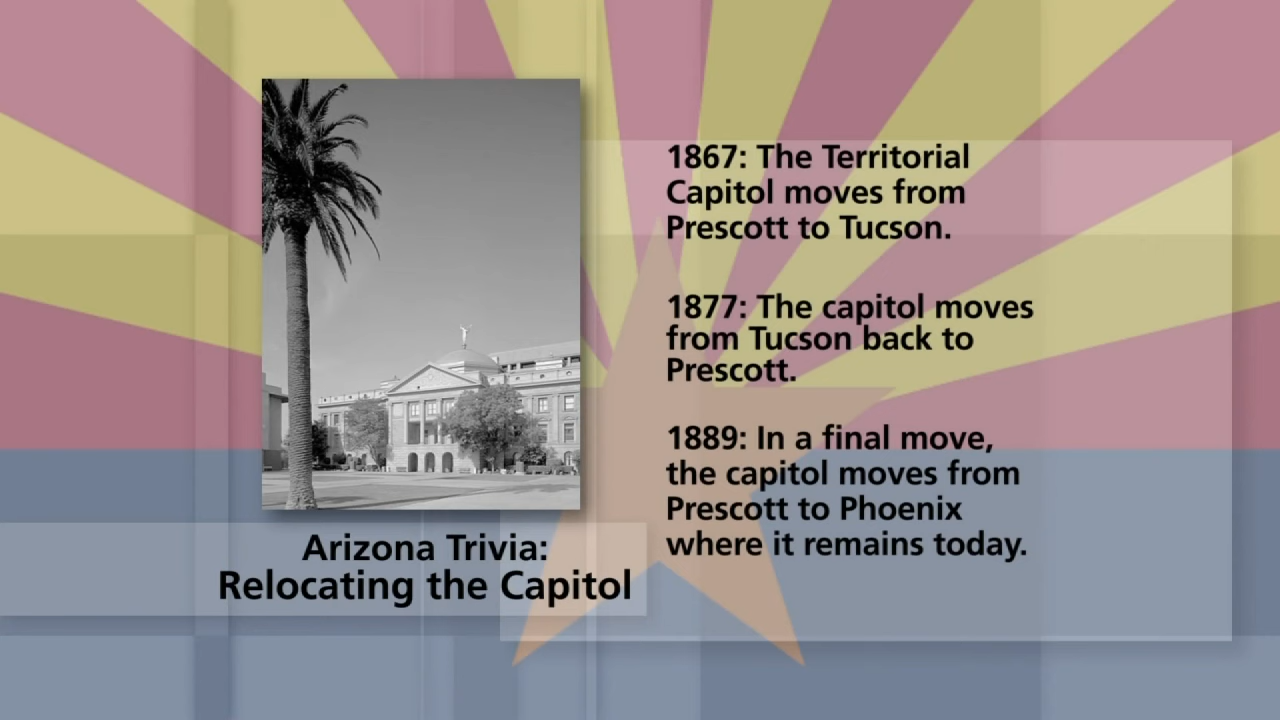 1867: The Territorial
Capitol moves from
Prescott to Tucson.
1877: The capitol moves
from Tucson back to
Prescott.
1889: In a final move,
the capitol moves from
Prescott to Phoenix
where it remains today.
Arizona Trivia:
Relocating the Capitol